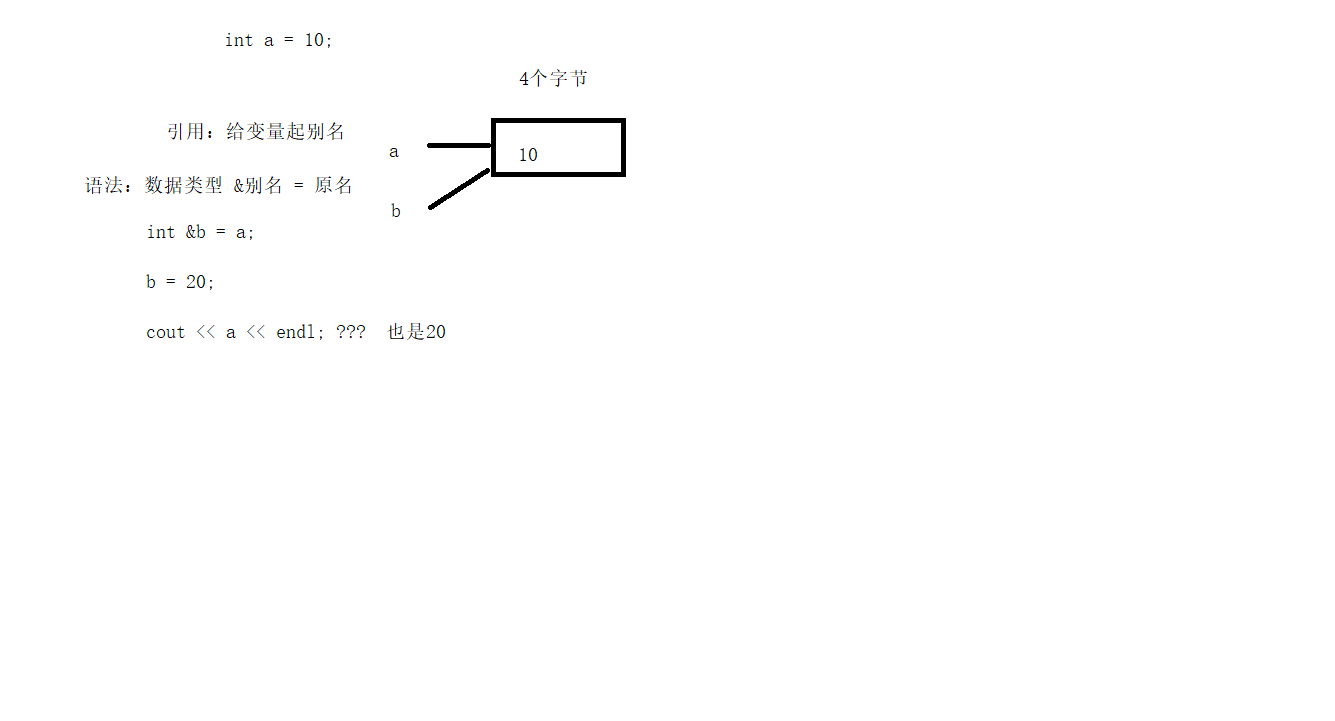 int a = 10;
4个字节
引用：给变量起别名
a
10
语法：数据类型 &别名 = 原名
b
int &b = a;
b = 20;
cout << a << endl; ???  也是20